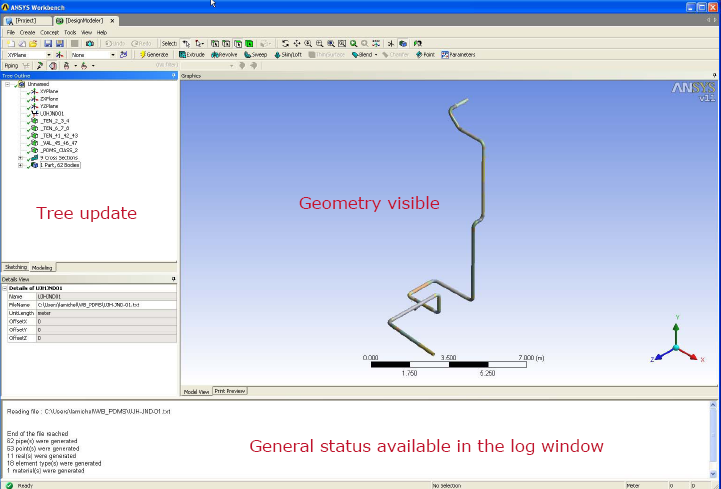 ANSYS Workbench
[Project] [DesignModeler] ×
File Create Concept Tools View Help
Undo Redo Select:
XYPlane None Generate Extrude Revolve Sweep Skin/Loft Thin/Surface Blend Chamfer Point Parameters
Piping (No filter)
Tree Outline
Graphics
Unnamed
XYPlane
ZXPlane
YZPlane
UJHJND01
_TEN_2_3_4
_TEN_6_7_8
_TEN_41_42_43
_VAL_45_46_47
_PDMS_CLASS_2
9 Cross Sections
1 Part, 62 Bodies
Tree update
ANSYS
v11
Geometry visible
Sketching Modeling
Details View
Details of UJHJND01
Name UJHJND01
FileName C:\Users\lamichel\WB_PDMS\UJH-JND-01.txt
UnitLength meter
OffsetX 0
OffsetY 0
OffsetZ 0
0.000 3.500 7.000 (m)
1.750 5.250
Y
Z X
Model View Print Preview
Reading file : C:\Users\lamichel\WB_PDMS\UJH-JND-01.txt
End of the file reached
62 pipe(s) were generated
63 point(s) were generated
11 real(s) were generated
18 element type(s) were generated
1 material(s) were generated
General status available in the log window
Ready No Selection Meter 0 0